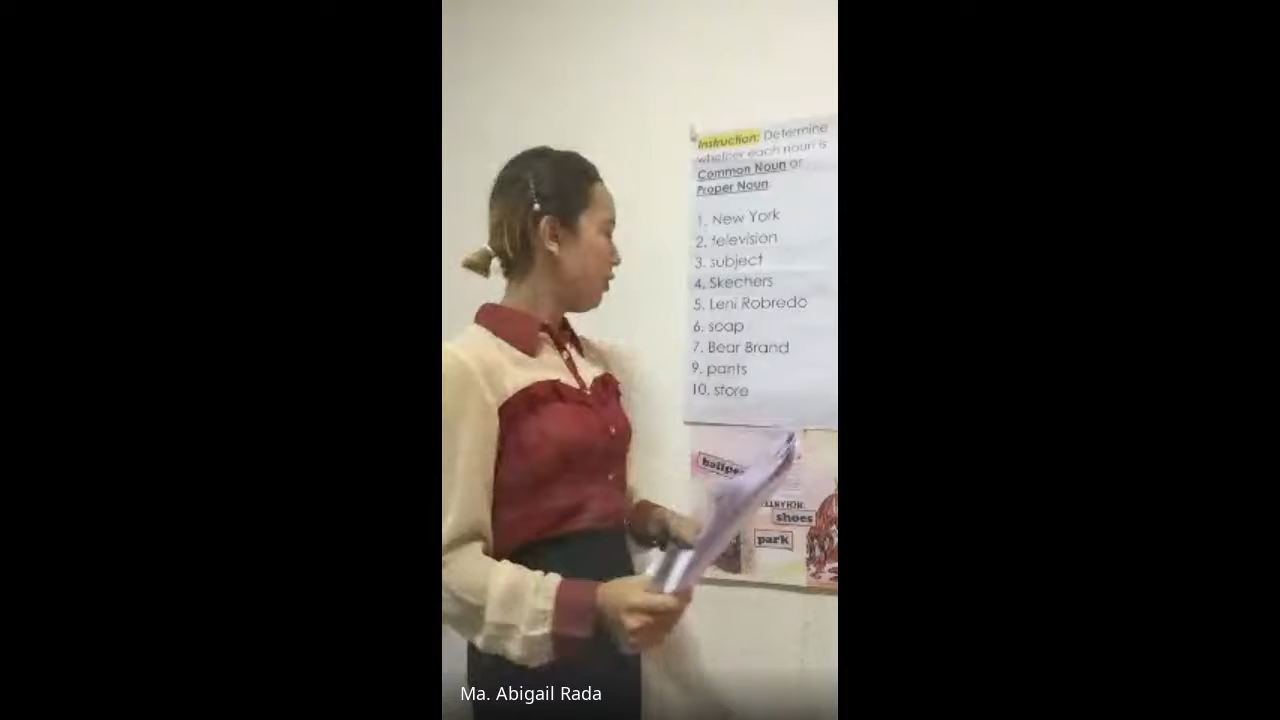 Instruction: Determine
whether each noun is
Common Noun or
Proper Noun.
1. New York
2. television
3. subject
4. Skechers
5. Leni Robredo
6. soap
7. Bear Brand
9. pants
10. store
shoes
park
Ma. Abigail Rada